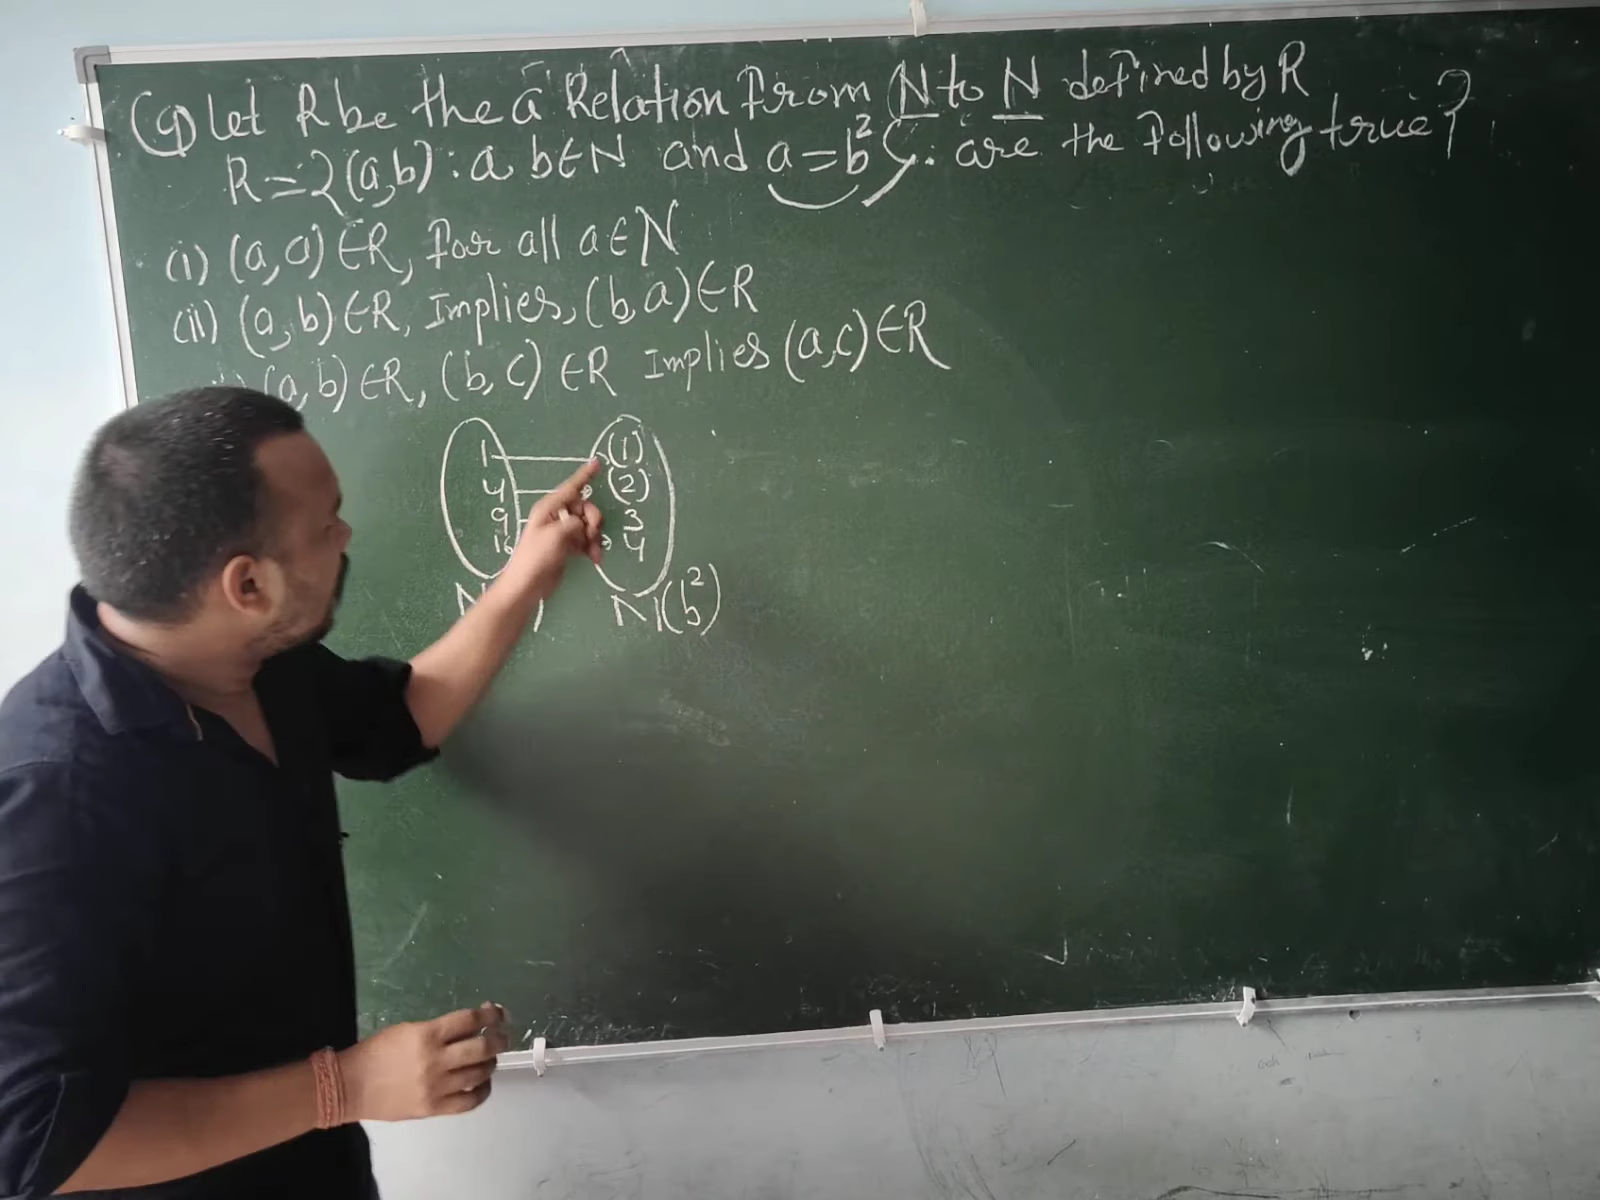 (9) Let R be the a Relation from N to N defined by R
R = {(a,b) : a, b ∈ N and a = b²}. are the following true?
(i) (a, a) ∈ R, for all a ∈ N
(ii) (a, b) ∈ R, Implies, (b, a) ∈ R
(a, b) ∈ R, (b, c) ∈ R Implies (a, c) ∈ R
1 (1)
4 (2)
9 3
16 4
N N (b²)